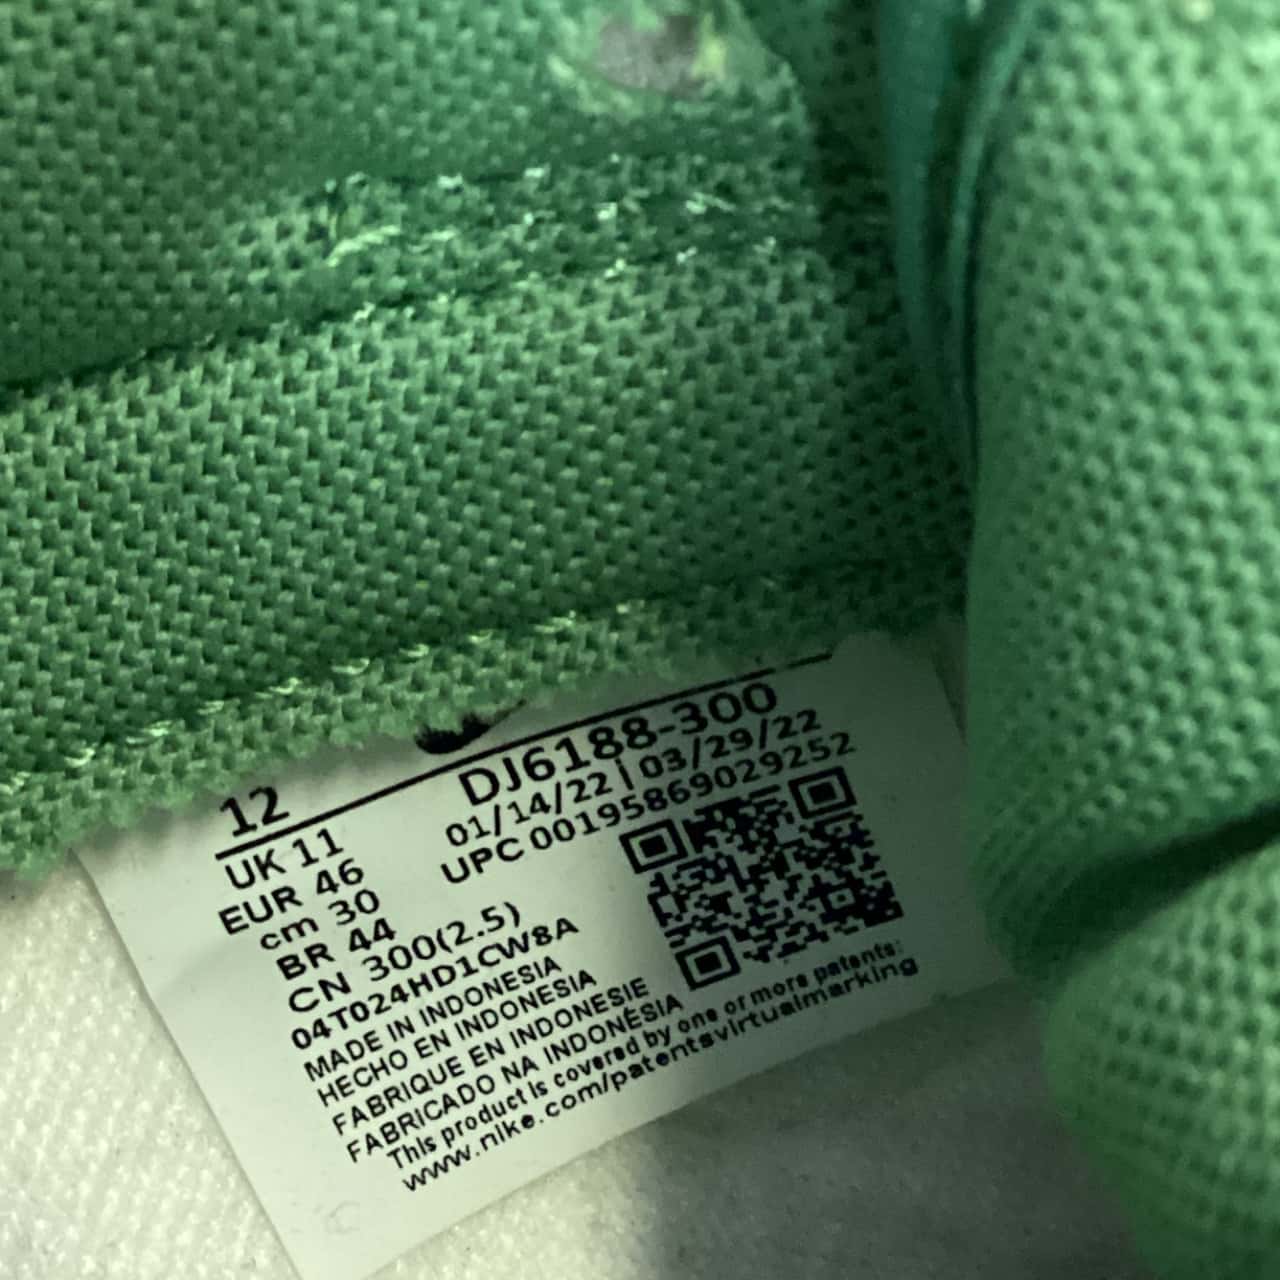 12
DJ6188-300
UK 11
01/14/22 | 03/29/22
EUR 46
UPC 00195869029252
cm 30
BR 44
CN 300(2.5)
04T024HD1CW8A
MADE IN INDONESIA
HECHO EN INDONESIA
FABRIQUE EN INDONESIE
FABRICADO NA INDONÉSIA
This product is covered by one or more patents:
www.nike.com/patentsvirtualmarking